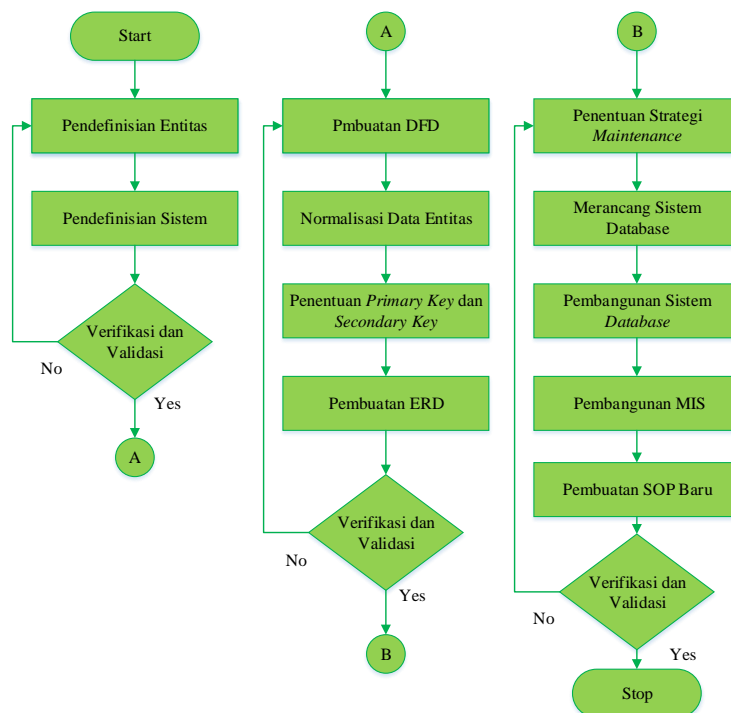 Start
Pendefinisian Entitas
Pendefinisian Sistem
Verifikasi dan
Validasi
No
Yes
A
A
Pmbuatan DFD
Normalisasi Data Entitas
Penentuan Primary Key dan
Secondary Key
Pembuatan ERD
Verifikasi dan
Validasi
No
Yes
B
B
Penentuan Strategi
Maintenance
Merancang Sistem
Database
Pembangunan Sistem
Database
Pembangunan MIS
Pembuatan SOP Baru
Verifikasi dan
Validasi
No
Yes
Stop